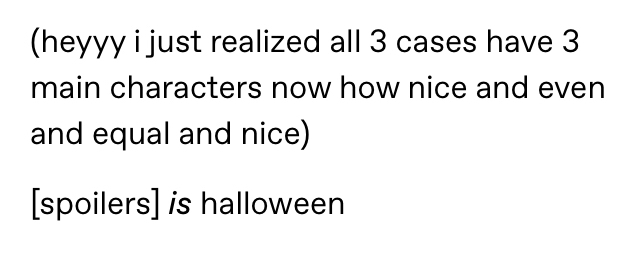 (heyyy i just realized all 3 cases have 3
main characters now how nice and even
and equal and nice)
[spoilers] is halloween